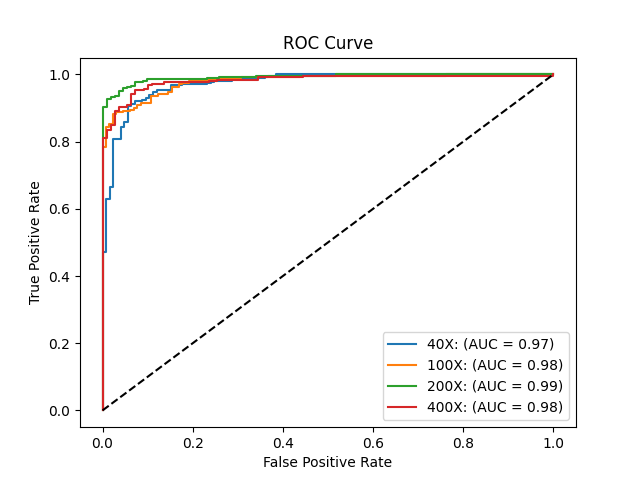 ROC Curve
True Positive Rate
1.0
0.8
0.6
0.4
0.2
0.0
40X: (AUC = 0.97)
100X: (AUC = 0.98)
200X: (AUC = 0.99)
400X: (AUC = 0.98)
0.0 0.2 0.4 0.6 0.8 1.0
False Positive Rate